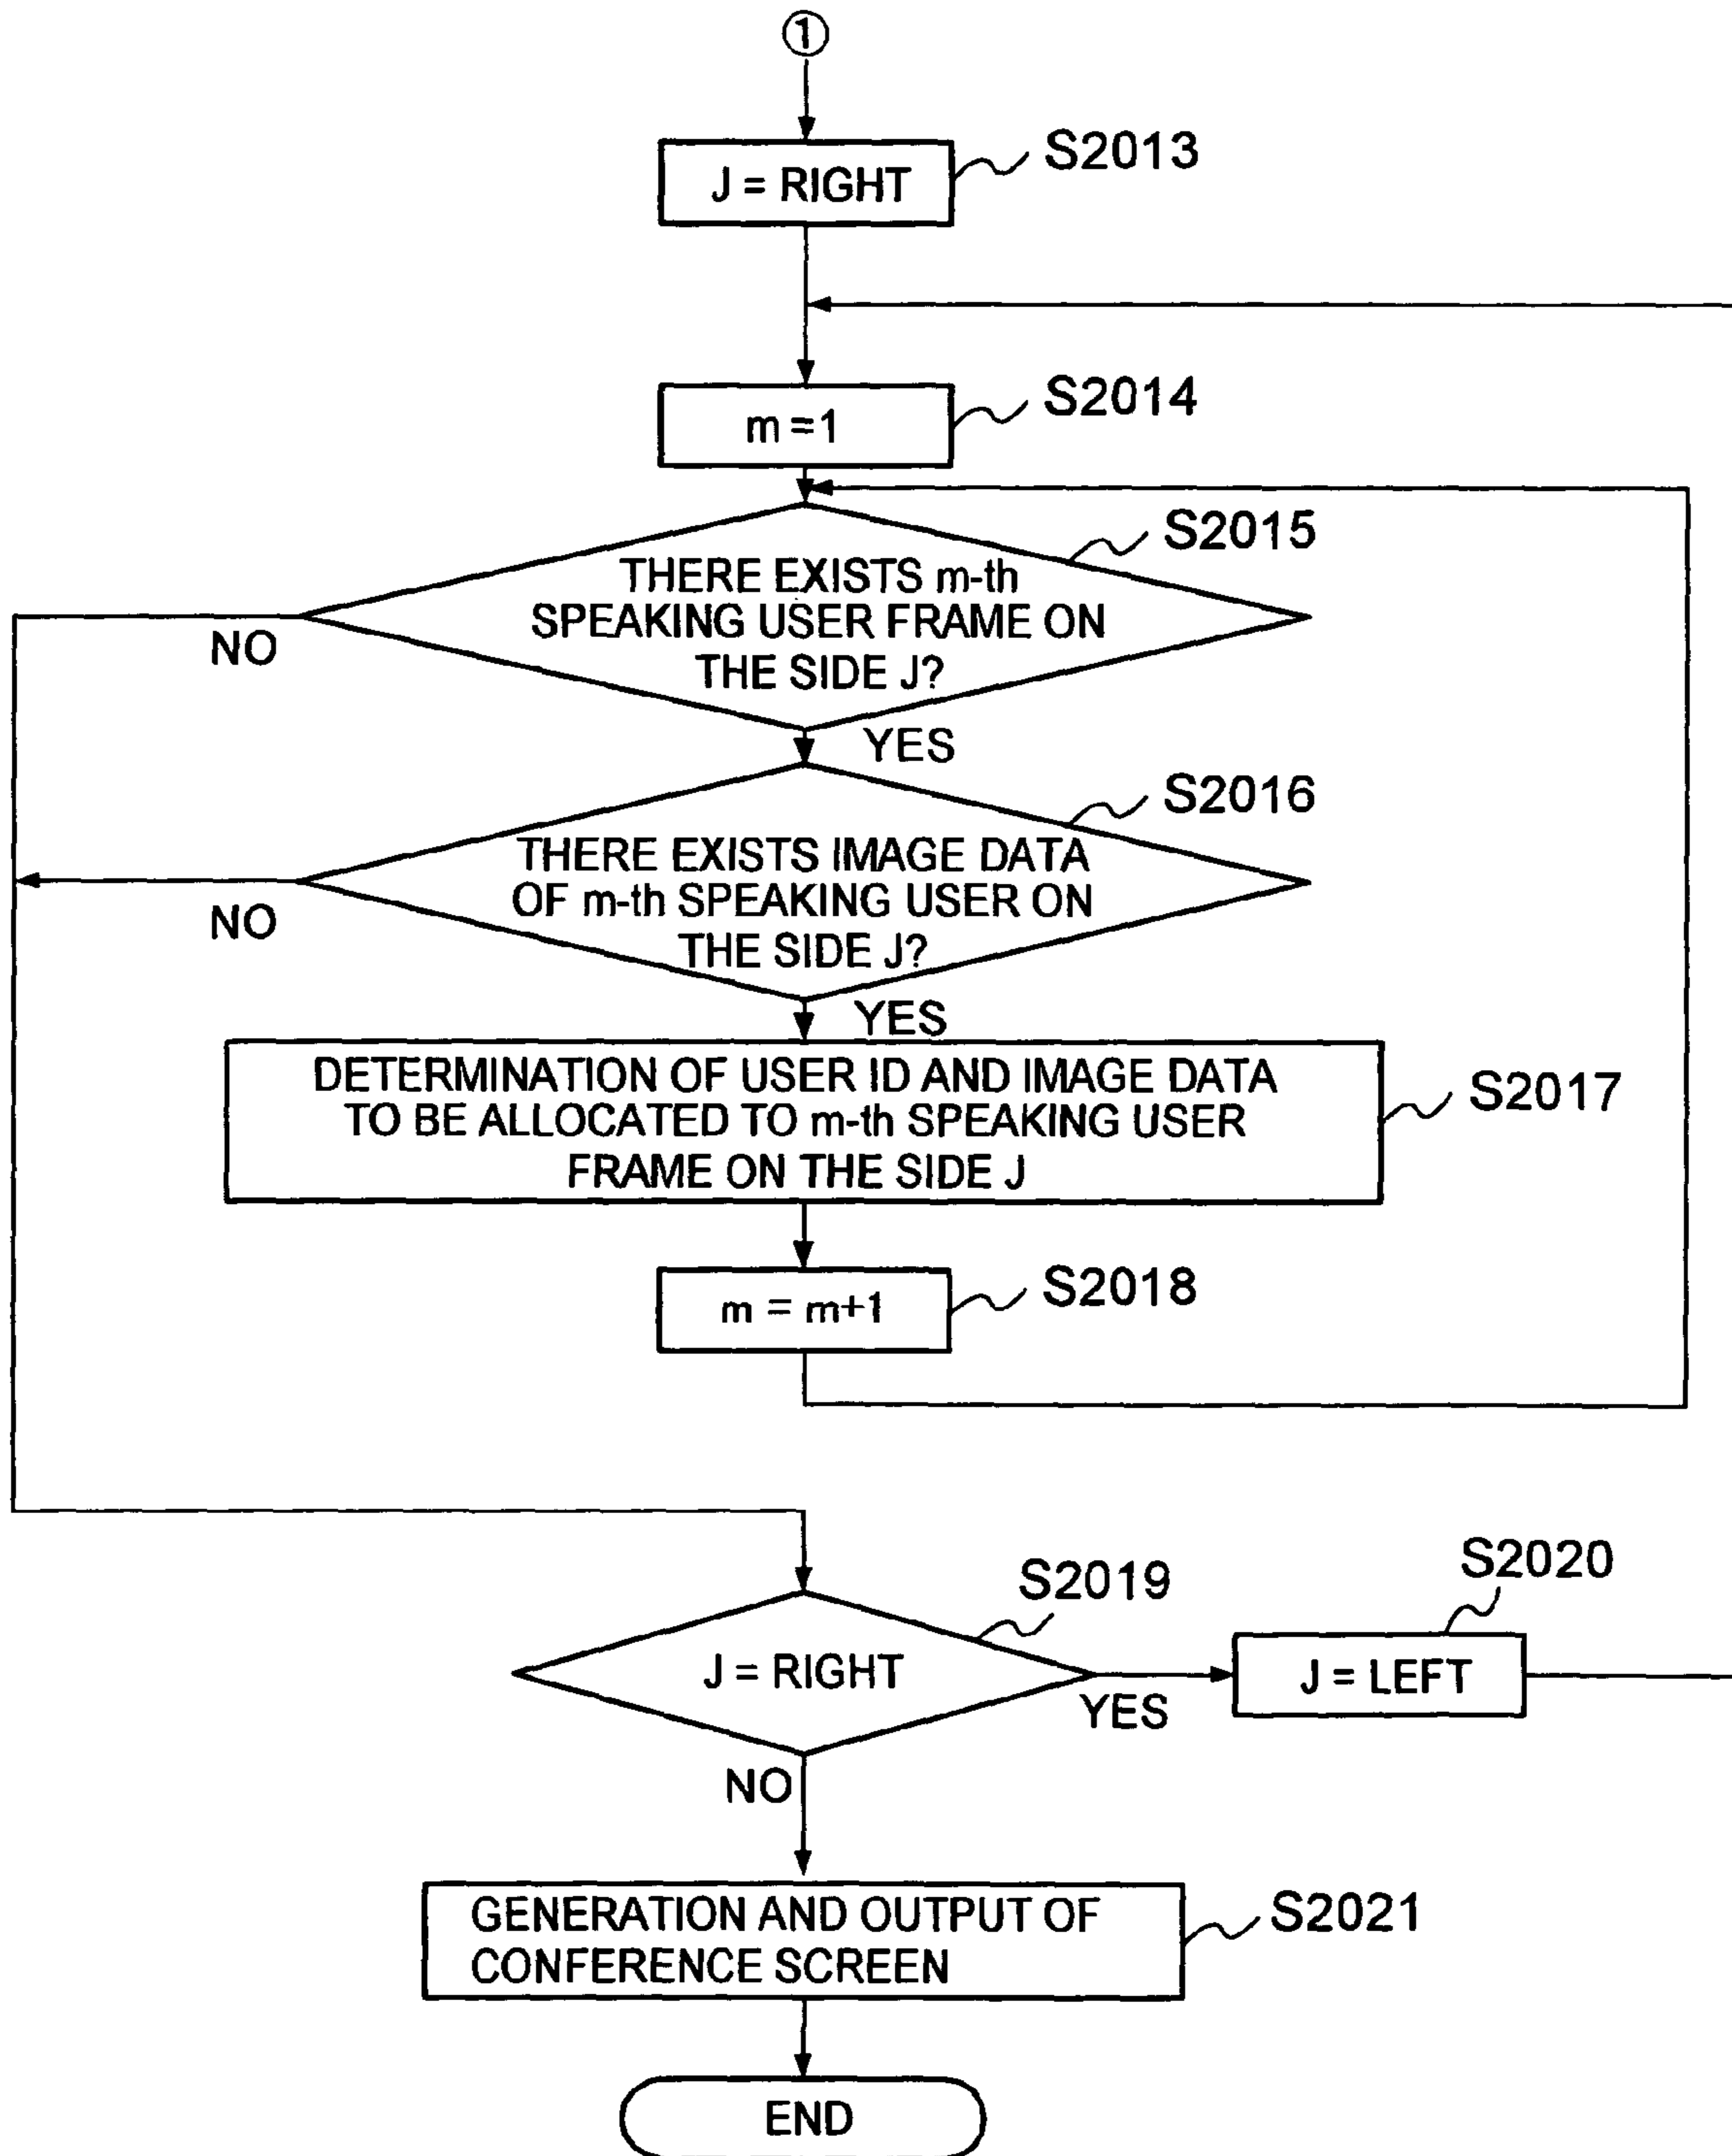 ①
J = RIGHT
S2013
m = 1
S2014
S2015
THERE EXISTS m-th
SPEAKING USER FRAME ON
THE SIDE J?
NO
YES
S2016
THERE EXISTS IMAGE DATA
OF m-th SPEAKING USER ON
THE SIDE J?
NO
YES
DETERMINATION OF USER ID AND IMAGE DATA
TO BE ALLOCATED TO m-th SPEAKING USER
FRAME ON THE SIDE J
S2017
m = m+1
S2018
S2019
J = RIGHT
YES
S2020
J = LEFT
NO
GENERATION AND OUTPUT OF
CONFERENCE SCREEN
S2021
END